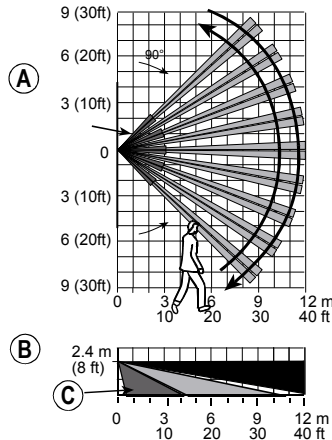 9 (30ft)
90°
6 (20ft)
A
3 (10ft)
0
3 (10ft)
6 (20ft)
9 (30ft)
0 3 6 9 12 m
10 20 30 40 ft
B
2.4 m
(8 ft)
C
0 3 6 9 12 m
10 20 30 40 ft